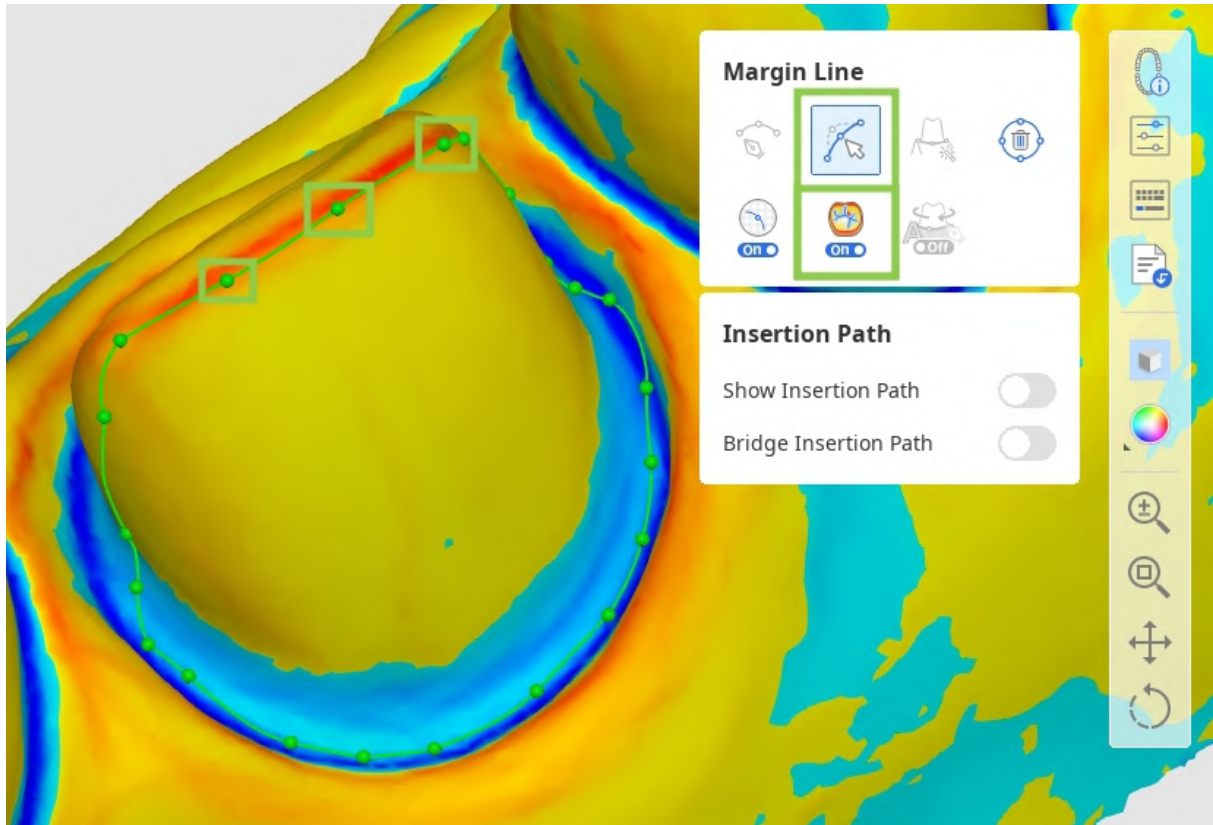 Margin Line
On
On
A
Off
Insertion Path
Show Insertion Path
Bridge Insertion Path